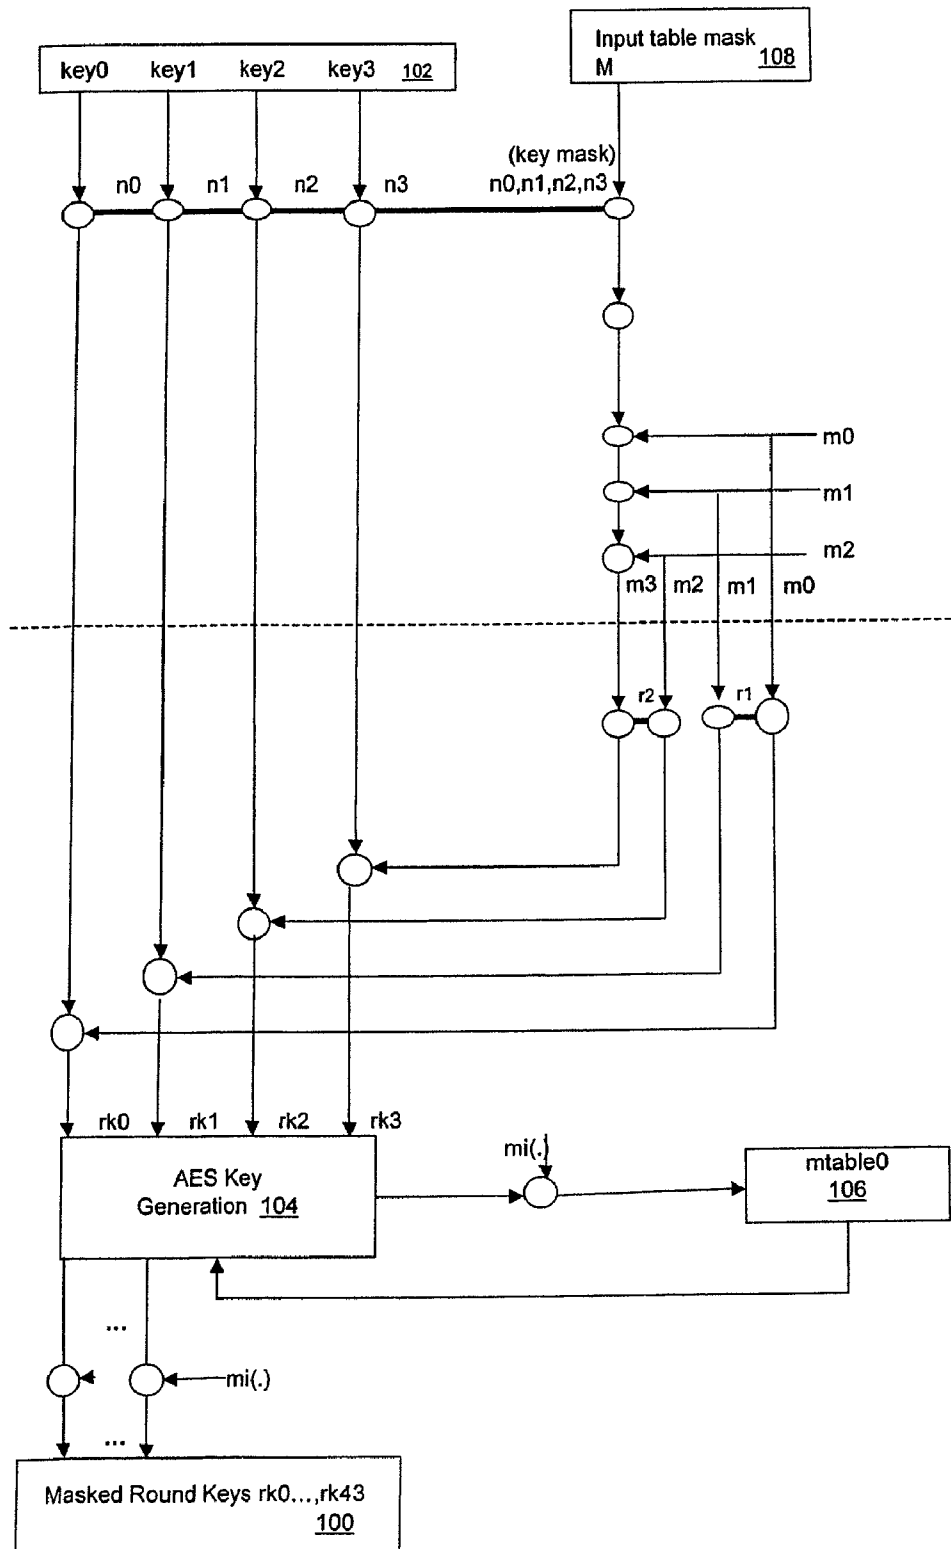 key0 key1 key2 key3 102
Input table mask
M 108
(key mask)
n0 n1 n2 n3 n0,n1,n2,n3
m0
m1
m2
m3 m2 m1 m0
r2 r1
rk0 rk1 rk2 rk3
AES Key
Generation 104
mi(.)
mtable0
106
...
mi(.)
...
Masked Round Keys rk0...,rk43
100